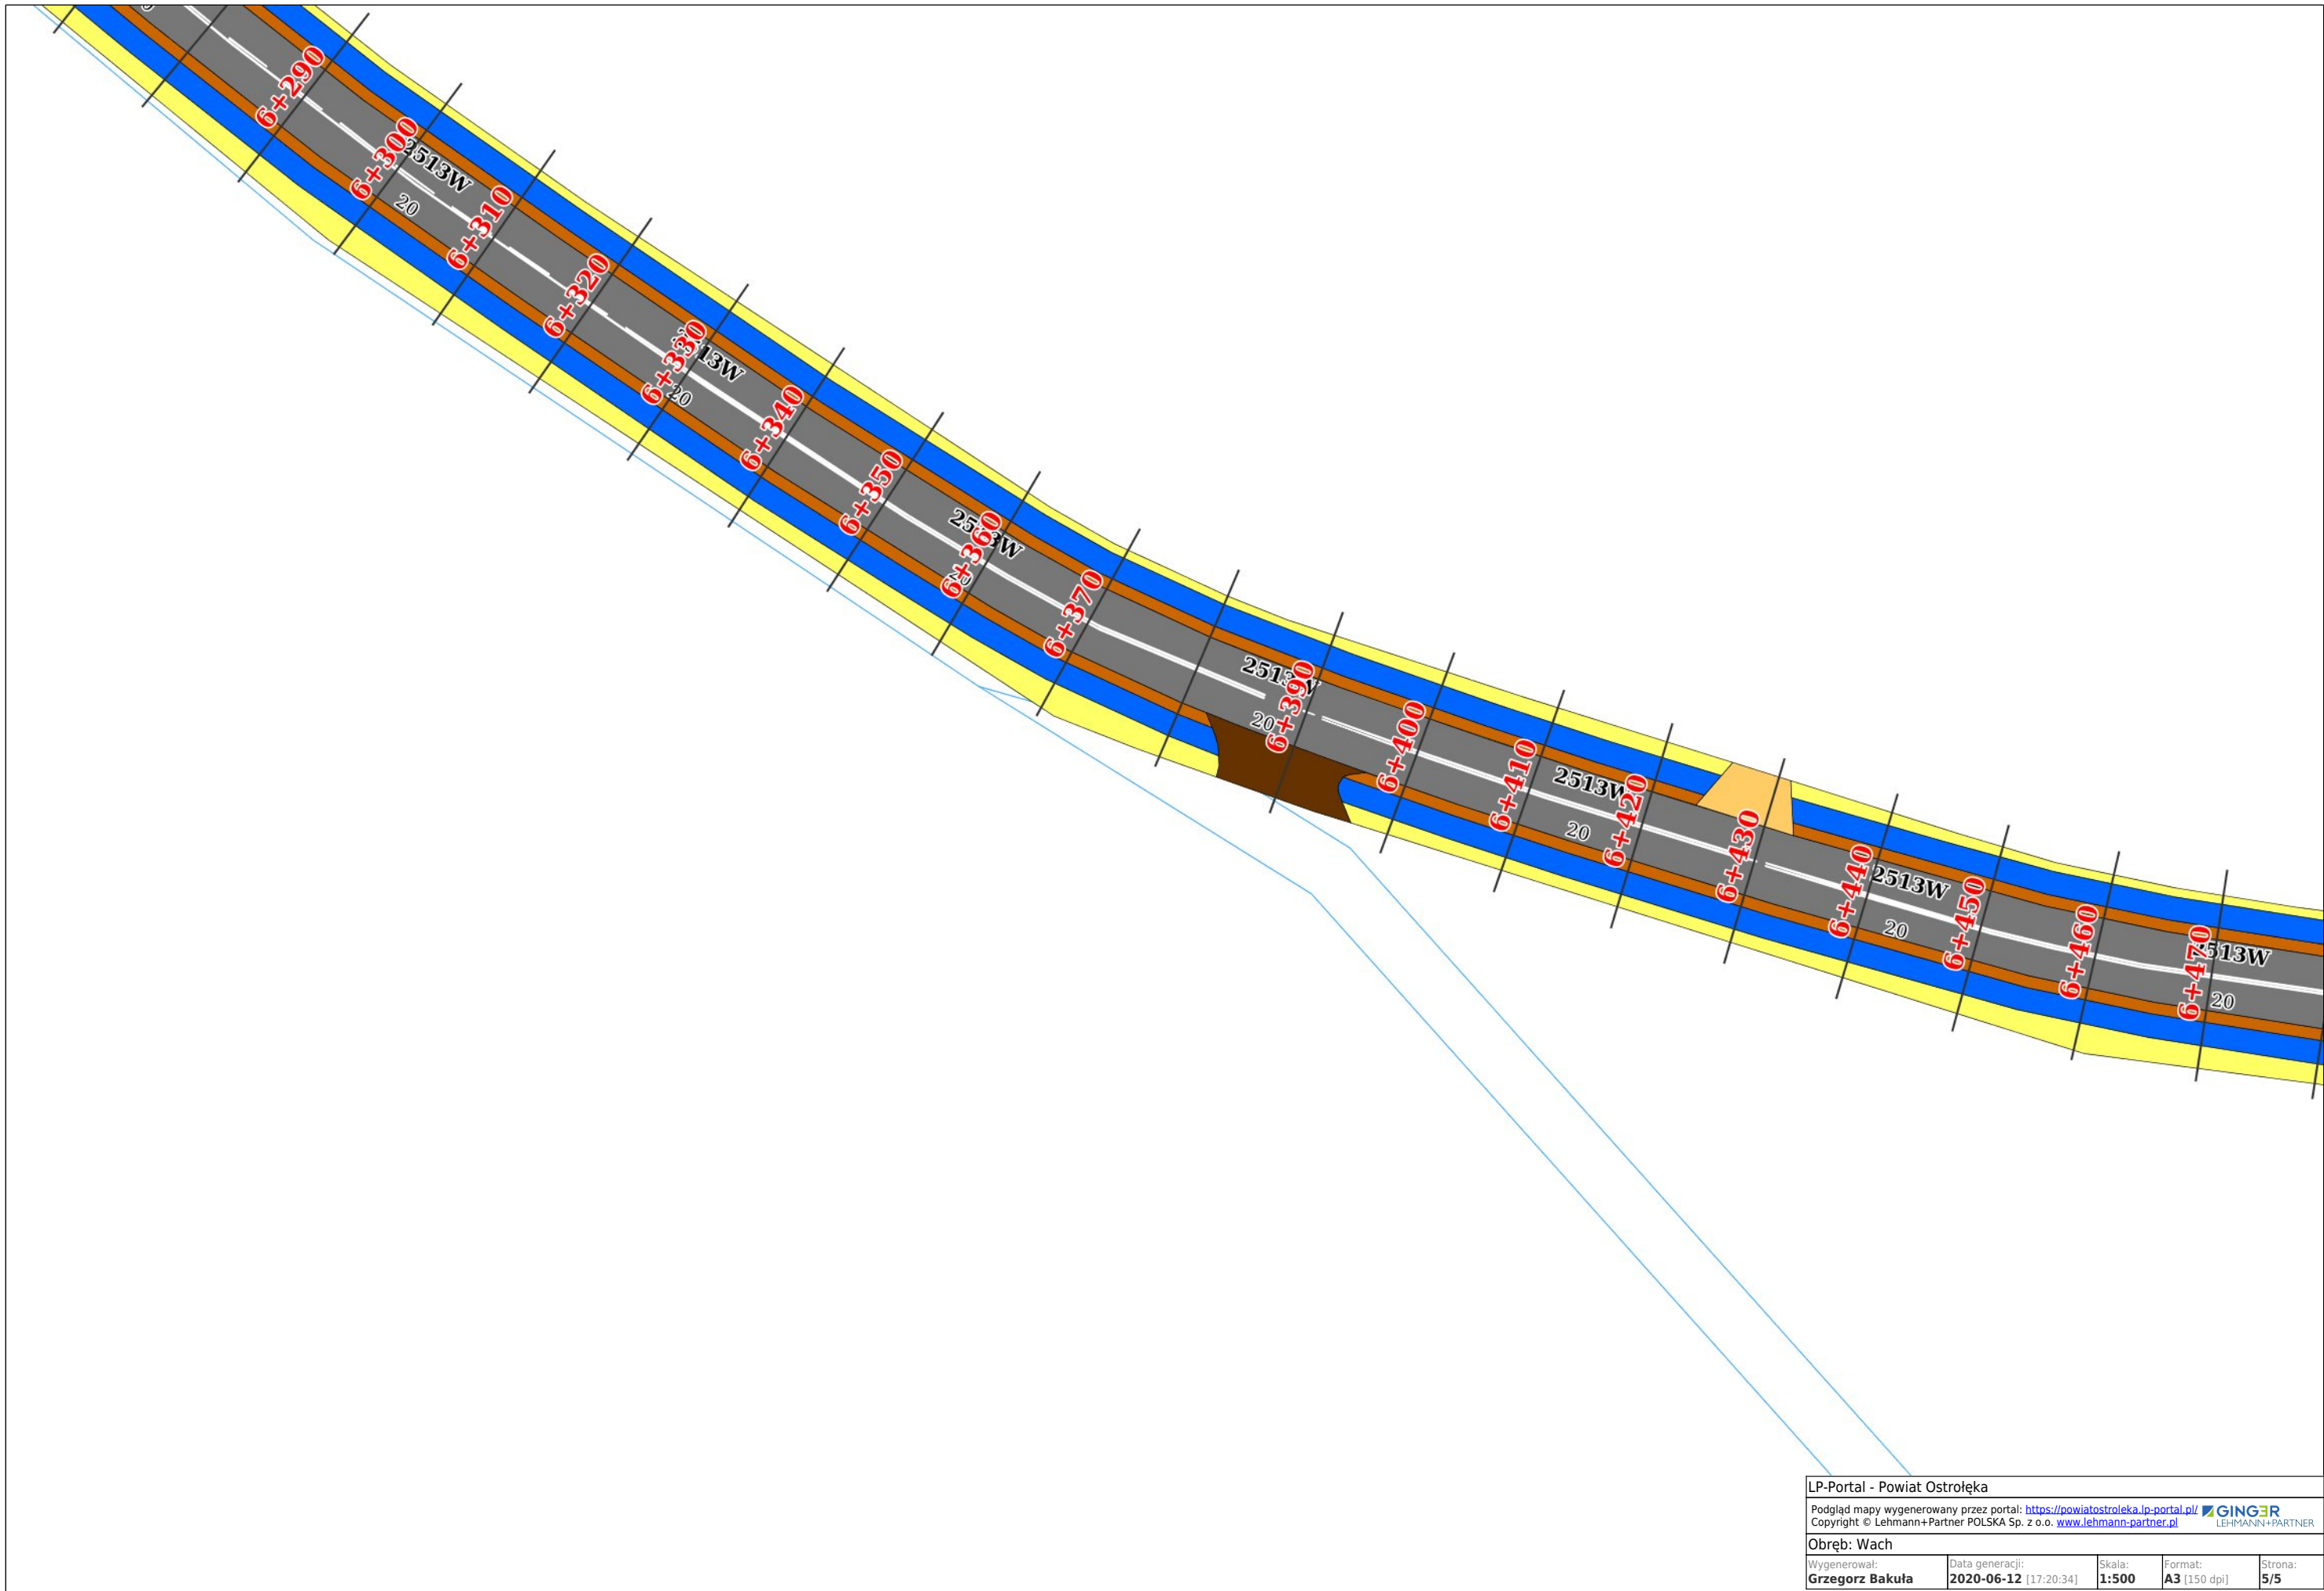 6+290
6+300
2513W
20
6+310
6+320
6+330
13W
20
6+340
6+350
6+360
6+370
2513W
20
6+390
6+400
6+410
2513W
20
6+420
6+430
6+440
2513W
20
6+450
6+460
6+470
2513W
20
LP-Portal - Powiat Ostrołęka
Podgląd mapy wygenerowany przez portal: https://powiatostroleka.lp-portal.pl/
Copyright © Lehmann+Partner POLSKA Sp. z o.o. www.lehmann-partner.pl
GINGER
LEHMANN+PARTNER
Obręb: Wach
Wygenerował: Data generacji: Skala: Format: Strona:
Grzegorz Bakuła 2020-06-12 [17:20:34] 1:500 A3 [150 dpi] 5/5